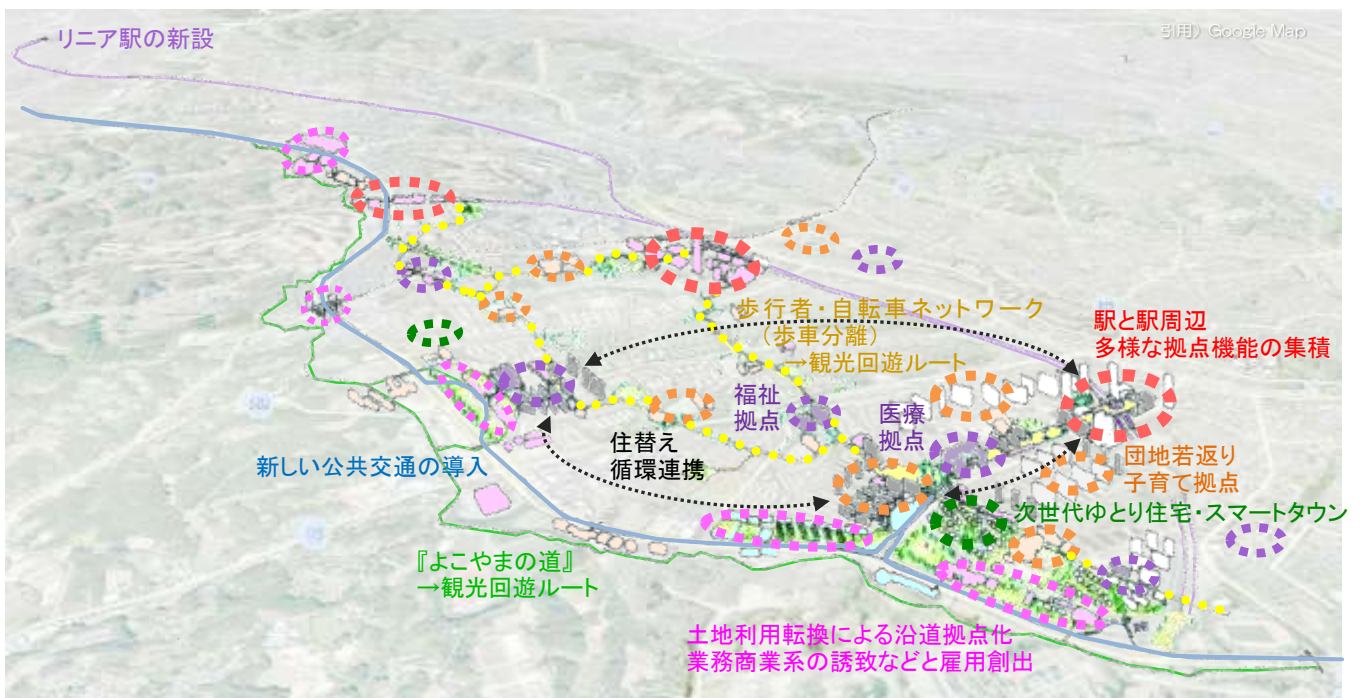 引用） Google Map
リニア駅の新設
歩行者・自転車ネットワーク
（歩車分離）
→観光回遊ルート
駅と駅周辺
多様な拠点機能の集積
福祉
拠点
医療
拠点
住替え
循環連携
新しい公共交通の導入
団地若返り
子育て拠点
次世代ゆとり住宅・スマートタウン
『よこやまの道』
→観光回遊ルート
土地利用転換による沿道拠点化
業務商業系の誘致などと雇用創出